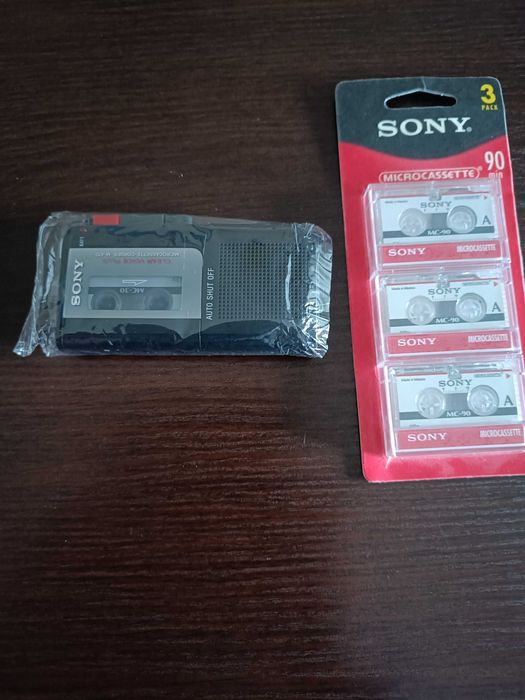 SONY
CLEAR VOICE PLUS
MICROCASSETTE-CORDER
MC-30
AUTO SHUT OFF
3
PACK
SONY
MICROCASSETTE
90
min
SONY
A
MC-90
SONY
MICROCASSETTE
SONY
A
MC-90
SONY
MICROCASSETTE
SONY
A
MC-90
SONY
MICROCASSETTE